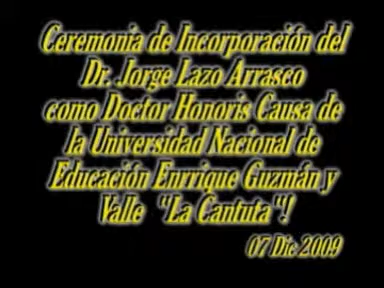 Ceremonia de Incorporación del
Dr. Jorge Lazo Arrasco
como Doctor Honoris Causa de
la Universidad Nacional de
Educación Enrrique Guzmán y
Valle "La Cantuta"!
07 Dic 2009